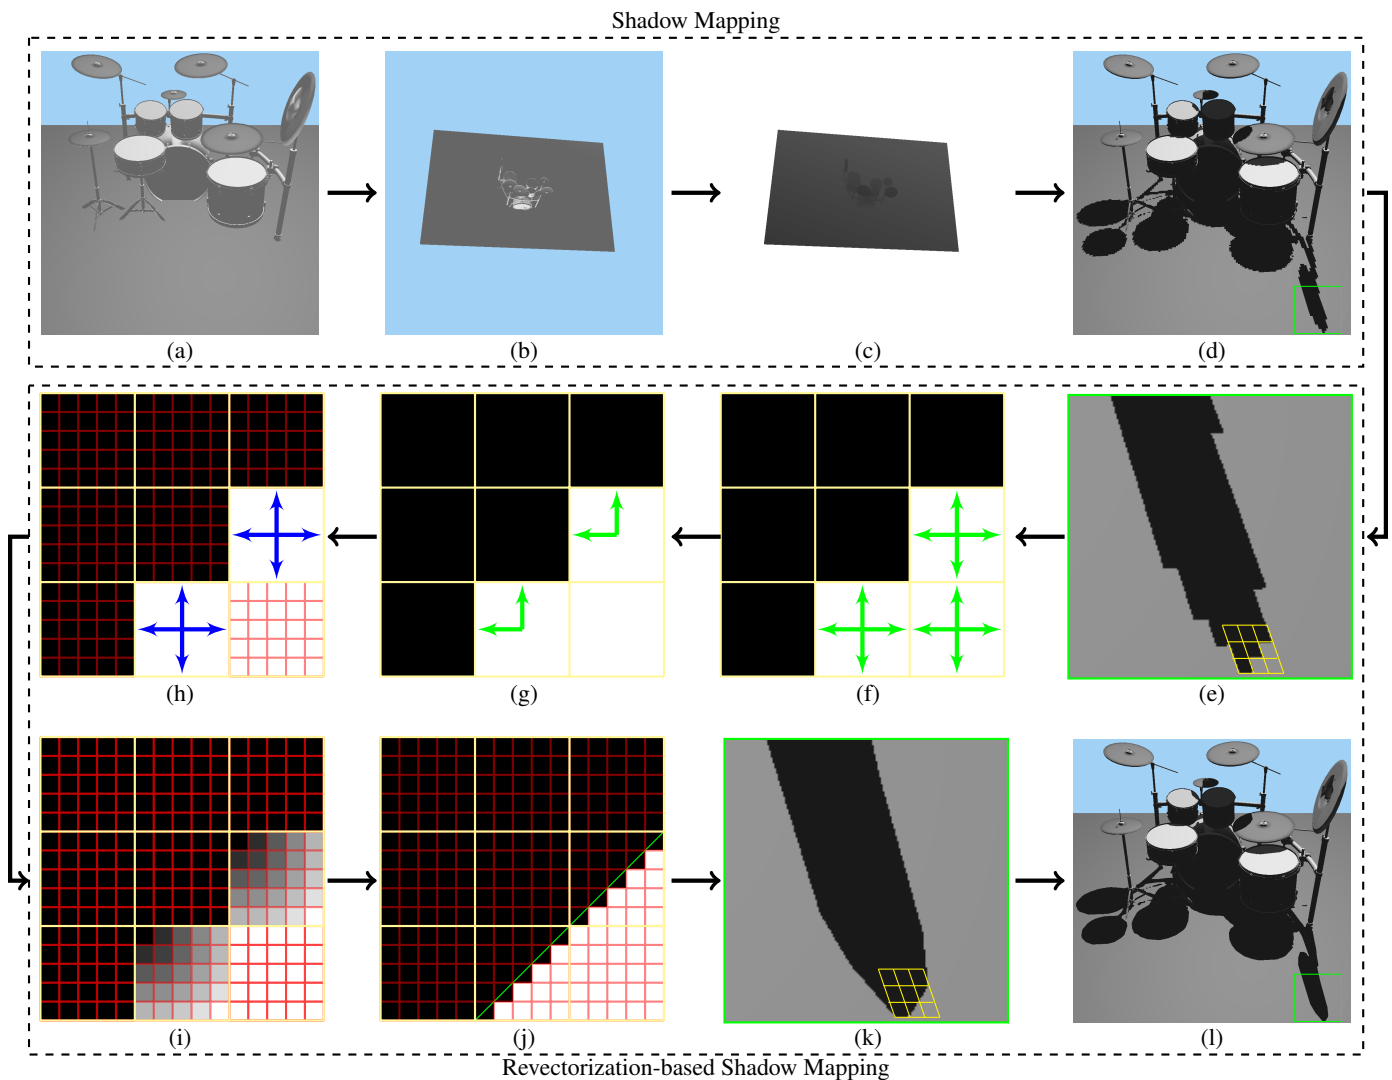 Shadow Mapping
(a) (b) (c) (d)
(h) (g) (f) (e)
(i) (j) (k) (l)
Revectorization-based Shadow Mapping